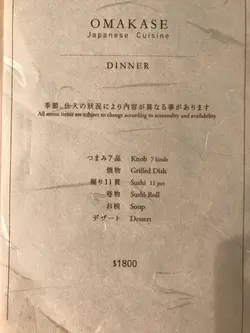 OMAKASE
Japanese Cuisine
DINNER
季節、仕入の状況により内容が異なる事があります
All menu items are subject to change according to seasonality and availability
つまみ7品 Knob 7 kinds
焼物 Grilled Dish
握り11貫 Sushi 11 pcs
巻物 Sushi Roll
お椀 Soup
デザート Dessert
$1800